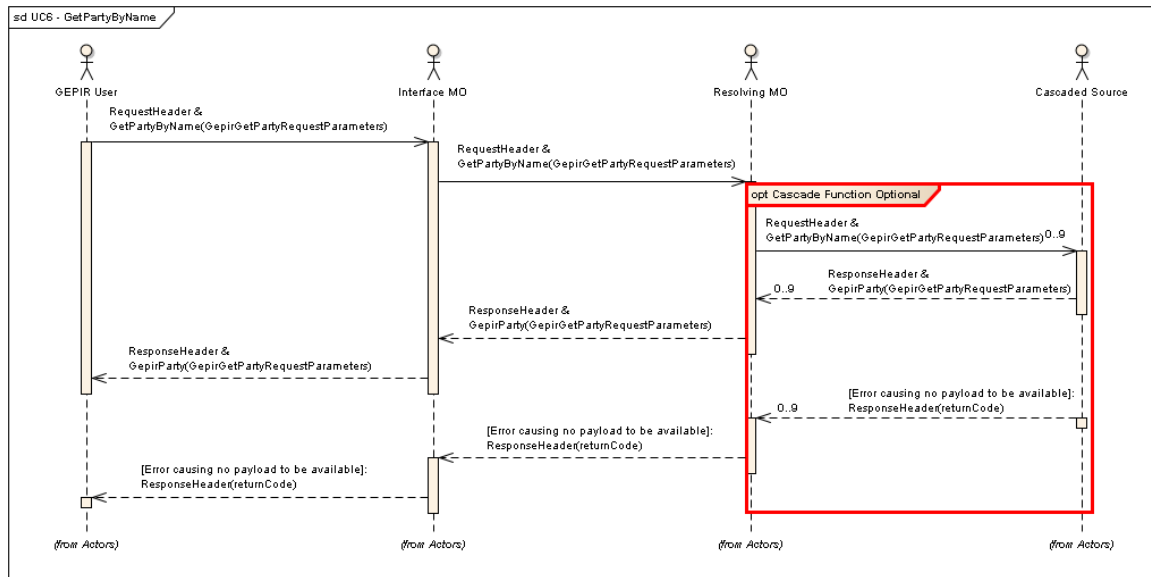 sd UC6 - GetPartyByName
GEPIR User
Interface MO
Resolving MO
Cascaded Source
RequestHeader &
GetPartyByName(GepirGetPartyRequestParameters)
RequestHeader &
GetPartyByName(GepirGetPartyRequestParameters)
opt Cascade Function Optional
RequestHeader &
GetPartyByName(GepirGetPartyRequestParameters)
0..9
ResponseHeader &
GepirParty(GepirGetPartyRequestParameters)
0..9
ResponseHeader &
GepirParty(GepirGetPartyRequestParameters)
ResponseHeader &
GepirParty(GepirGetPartyRequestParameters)
[Error causing no payload to be available]:
ResponseHeader(returnCode)
0..9
[Error causing no payload to be available]:
ResponseHeader(returnCode)
[Error causing no payload to be available]:
ResponseHeader(returnCode)
(from Actors)
(from Actors)
(from Actors)
(from Actors)